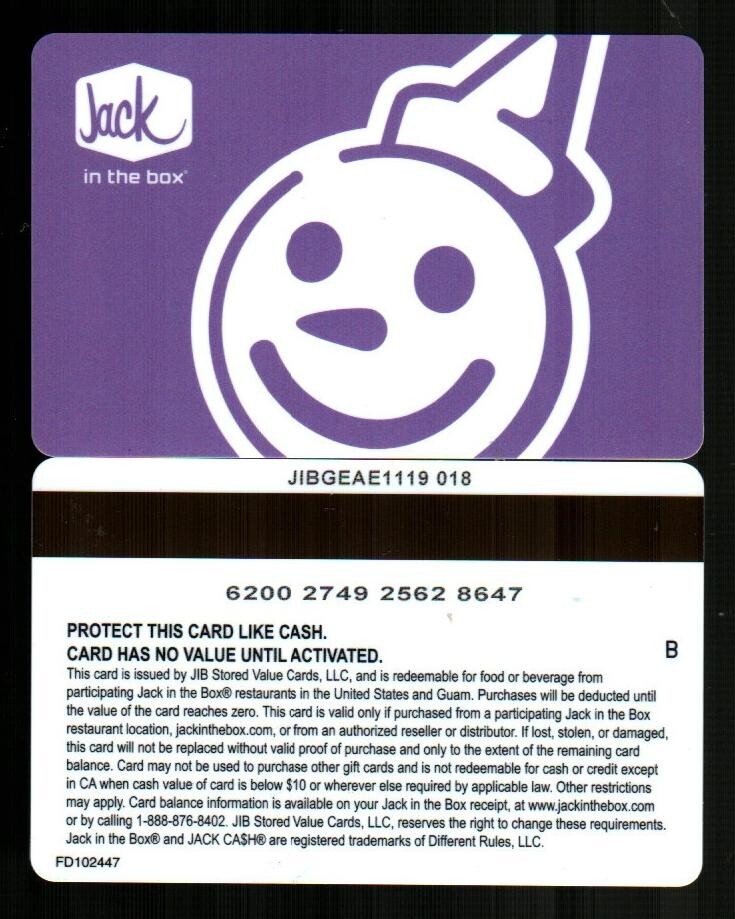 Jack
in the box®
JIBGEAE1119 018
6200 2749 2562 8647
PROTECT THIS CARD LIKE CASH.
CARD HAS NO VALUE UNTIL ACTIVATED.
B
This card is issued by JIB Stored Value Cards, LLC, and is redeemable for food or beverage from
participating Jack in the Box® restaurants in the United States and Guam. Purchases will be deducted until
the value of the card reaches zero. This card is valid only if purchased from a participating Jack in the Box
restaurant location, jackinthebox.com, or from an authorized reseller or distributor. If lost, stolen, or damaged,
this card will not be replaced without valid proof of purchase and only to the extent of the remaining card
balance. Card may not be used to purchase other gift cards and is not redeemable for cash or credit except
in CA when cash value of card is below $10 or wherever else required by applicable law. Other restrictions
may apply. Card balance information is available on your Jack in the Box receipt, at www.jackinthebox.com
or by calling 1-888-876-8402. JIB Stored Value Cards, LLC, reserves the right to change these requirements.
Jack in the Box® and JACK CA$H® are registered trademarks of Different Rules, LLC.
FD102447